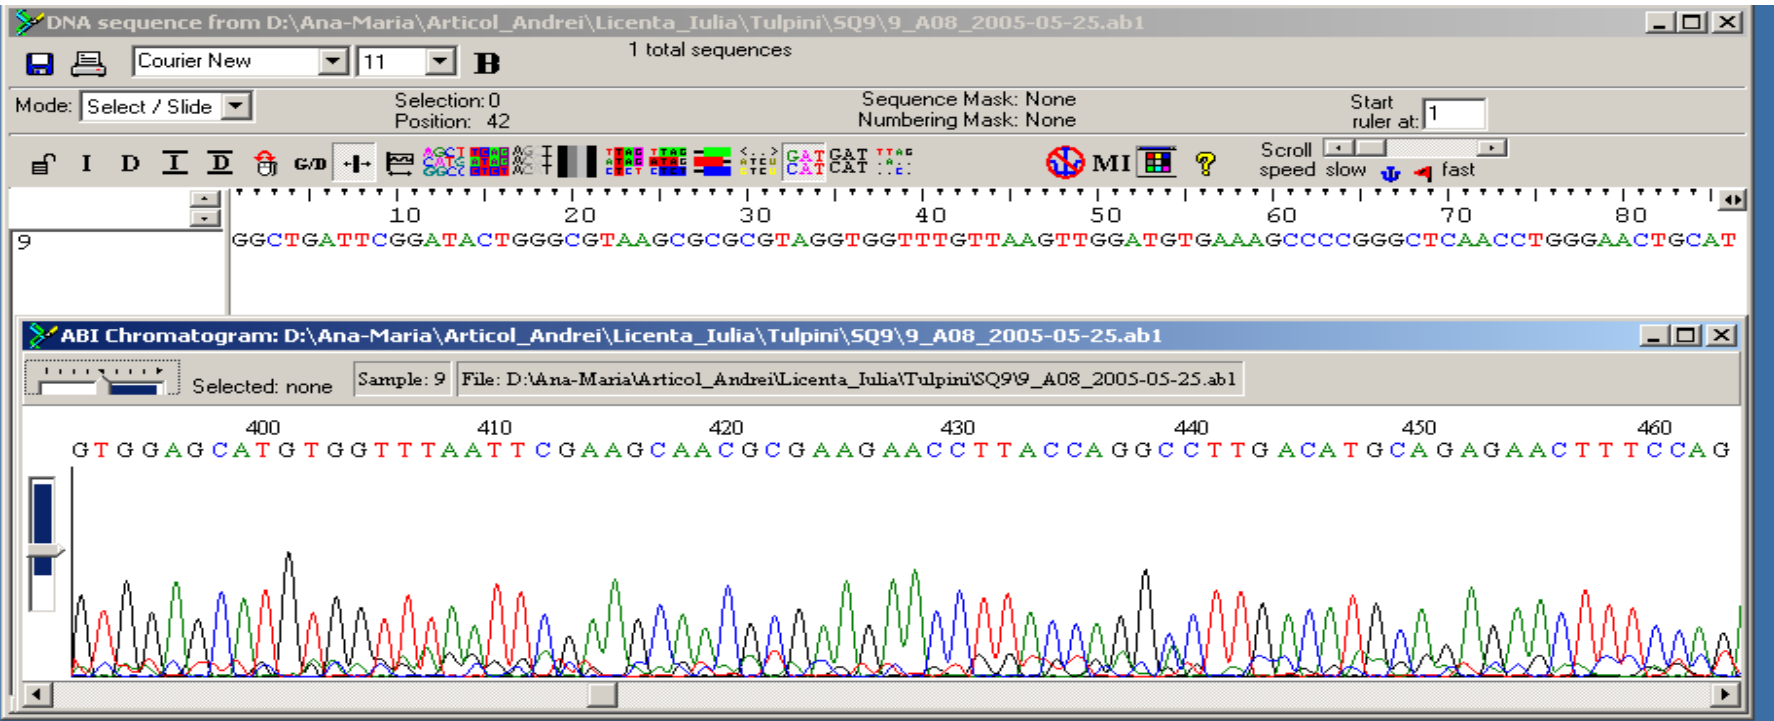 DNA sequence from D:\Ana-Maria\Articol_Andrei\Licenta_Iulia\Tulpini\SQ9\9_A08_2005-05-25.ab1
Courier New 11 B 1 total sequences
Mode: Select / Slide Selection: 0 Sequence Mask: None Start
Position: 42 Numbering Mask: None ruler at: 1
I D I D G/D MI ? Scroll
speed slow fast
10 20 30 40 50 60 70 80
9 GGCTGATTCGGATACTGGGCGTAAGCGCGCGTAGGTGGTTTGTTAAGTTGGATGTGAAAGCCCCGGGCTCAACCTGGGAACTGCAT
ABI Chromatogram: D:\Ana-Maria\Articol_Andrei\Licenta_Iulia\Tulpini\SQ9\9_A08_2005-05-25.ab1
Selected: none Sample: 9 File: D:\Ana-Maria\Articol_Andrei\Licenta_Iulia\Tulpini\SQ9\9_A08_2005-05-25.ab1
400 410 420 430 440 450 460
GTGGAGCATGTGGTTTAATTCGAAGCAACGCGAAGAACCTTACCAGGCCTTGACATGCAGAGAACTTTCCAG